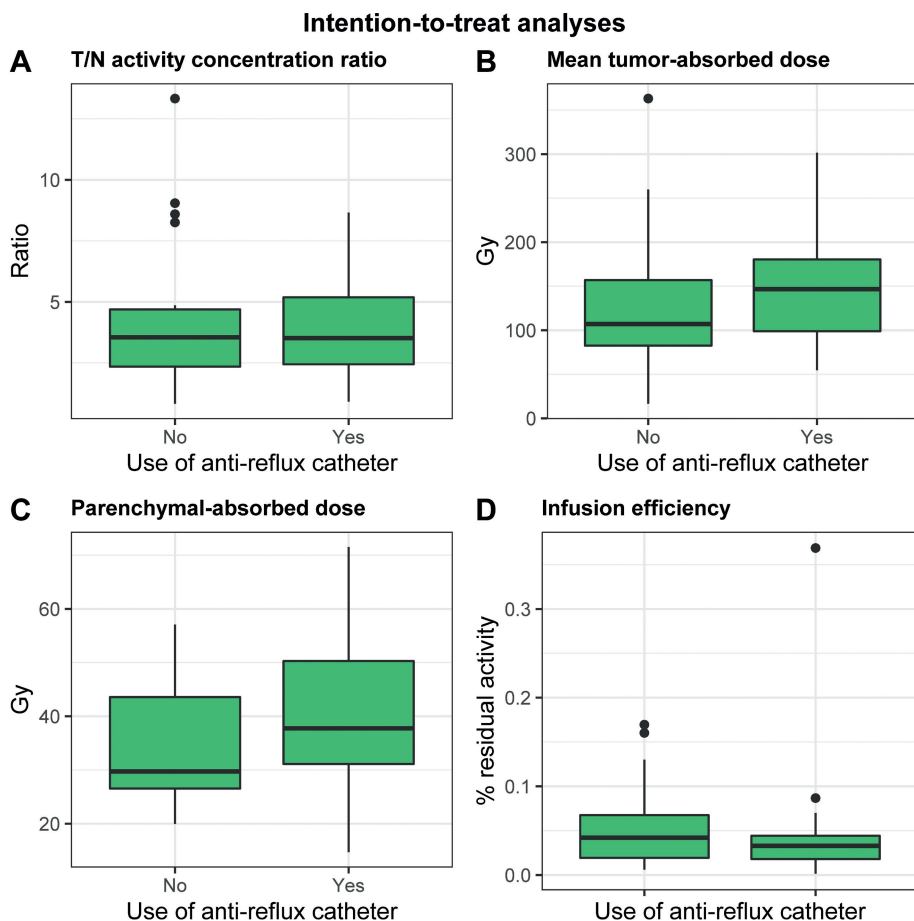 Intention-to-treat analyses
A T/N activity concentration ratio
Ratio
10
5
No Yes
Use of anti-reflux catheter
B Mean tumor-absorbed dose
Gy
300
200
100
0
No Yes
Use of anti-reflux catheter
C Parenchymal-absorbed dose
Gy
60
40
20
No Yes
Use of anti-reflux catheter
D Infusion efficiency
% residual activity
0.3
0.2
0.1
0.0
Use of anti-reflux catheter